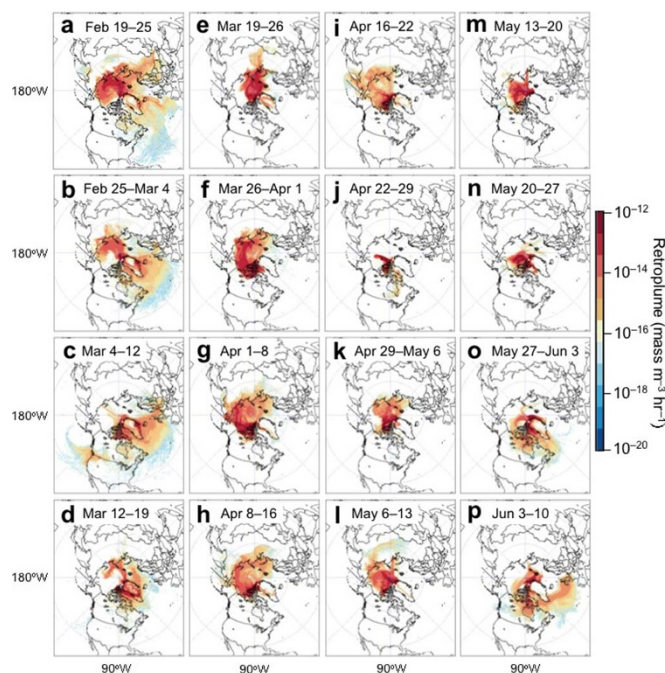 a Feb 19–25
e Mar 19–26
i Apr 16–22
m May 13–20
180°W
b Feb 25–Mar 4
f Mar 26–Apr 1
j Apr 22–29
n May 20–27
180°W
c Mar 4–12
g Apr 1–8
k Apr 29–May 6
o May 27–Jun 3
180°W
d Mar 12–19
h Apr 8–16
l May 6–13
p Jun 3–10
180°W
90°W
90°W
90°W
90°W
10⁻¹²
10⁻¹⁴
10⁻¹⁶
10⁻¹⁸
10⁻²⁰
Retroplume (mass m⁻³ hr⁻¹)